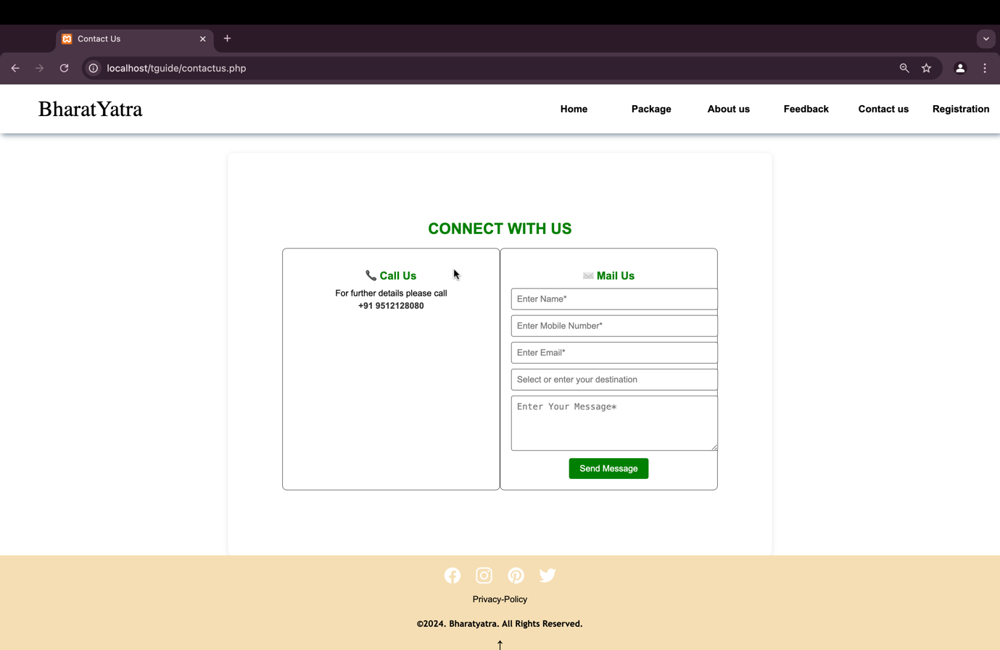 Contact Us
localhost/tguide/contactus.php
BharatYatra
Home Package About us Feedback Contact us Registration
CONNECT WITH US
Call Us
For further details please call
+91 9512128080
Mail Us
Enter Name*
Enter Mobile Number*
Enter Email*
Select or enter your destination
Enter Your Message*
Send Message
Privacy-Policy
©2024. Bharatyatra. All Rights Reserved.